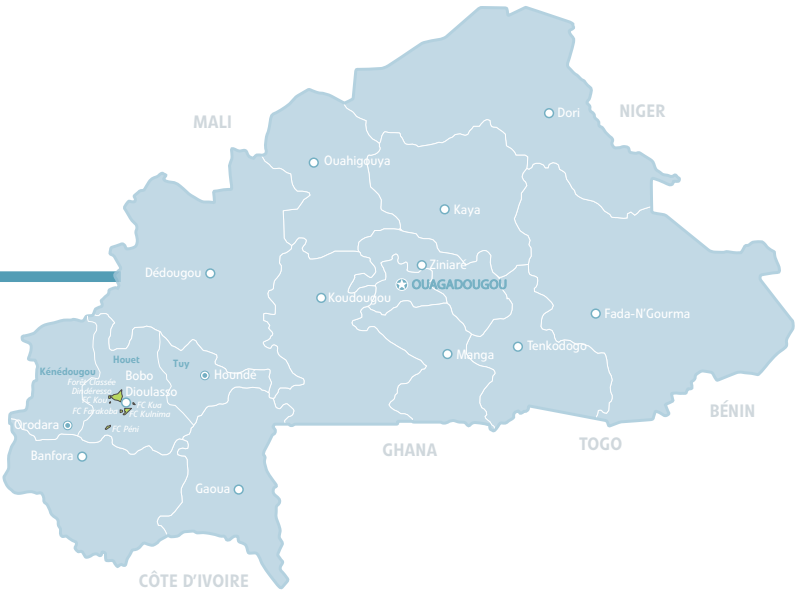 MALI
NIGER
Dori
Ouahigouya
Kaya
Ziniaré
Dédougou
OUAGADOUGOU
Koudougou
Fada-N'Gourma
Tenkodogo
Manga
Houet
Tuy
Kénédougou
Bobo
Dioulasso
Houndé
Forêt Classée
Dindéresso
FC Kou
FC Kua
FC Farakoba
FC Kulnima
FC Péni
Orodara
BÉNIN
TOGO
GHANA
Banfora
Gaoua
CÔTE D'IVOIRE